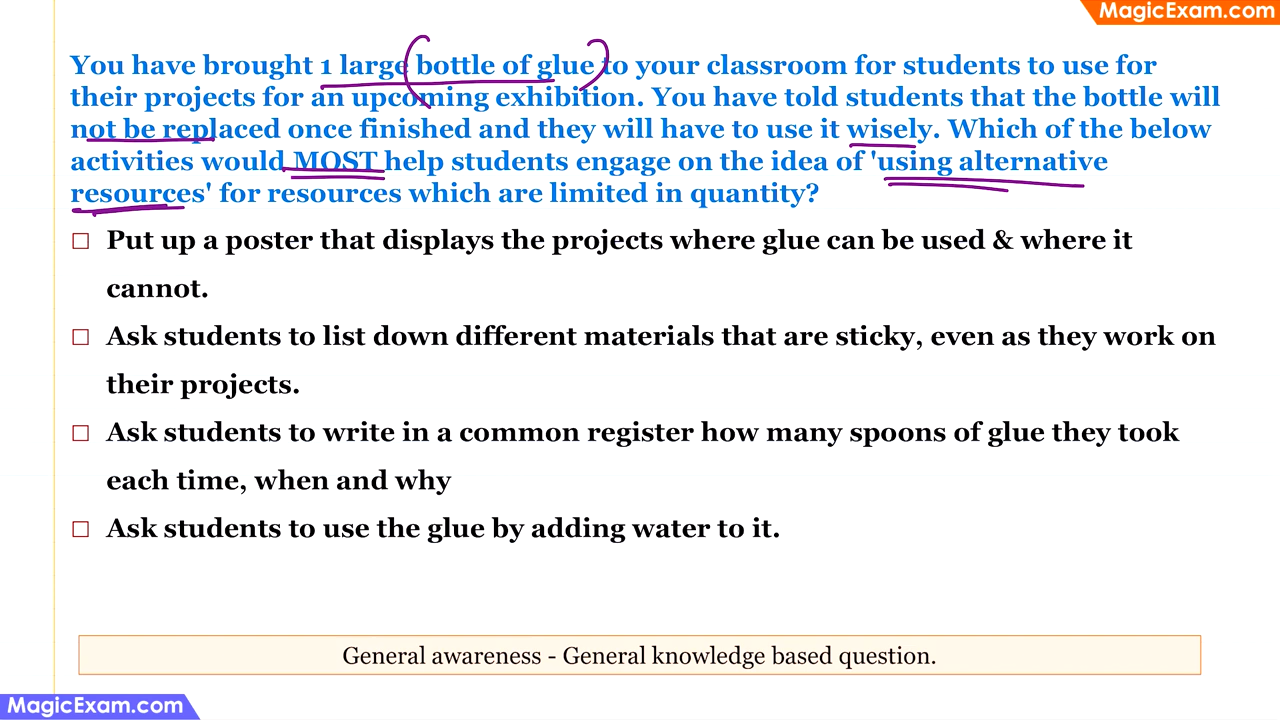 MagicExam.com
You have brought 1 large bottle of glue to your classroom for students to use for
their projects for an upcoming exhibition. You have told students that the bottle will
not be replaced once finished and they will have to use it wisely. Which of the below
activities would MOST help students engage on the idea of 'using alternative
resources' for resources which are limited in quantity?
□ Put up a poster that displays the projects where glue can be used & where it
cannot.
□ Ask students to list down different materials that are sticky, even as they work on
their projects.
□ Ask students to write in a common register how many spoons of glue they took
each time, when and why
□ Ask students to use the glue by adding water to it.
General awareness - General knowledge based question.
MagicExam.com